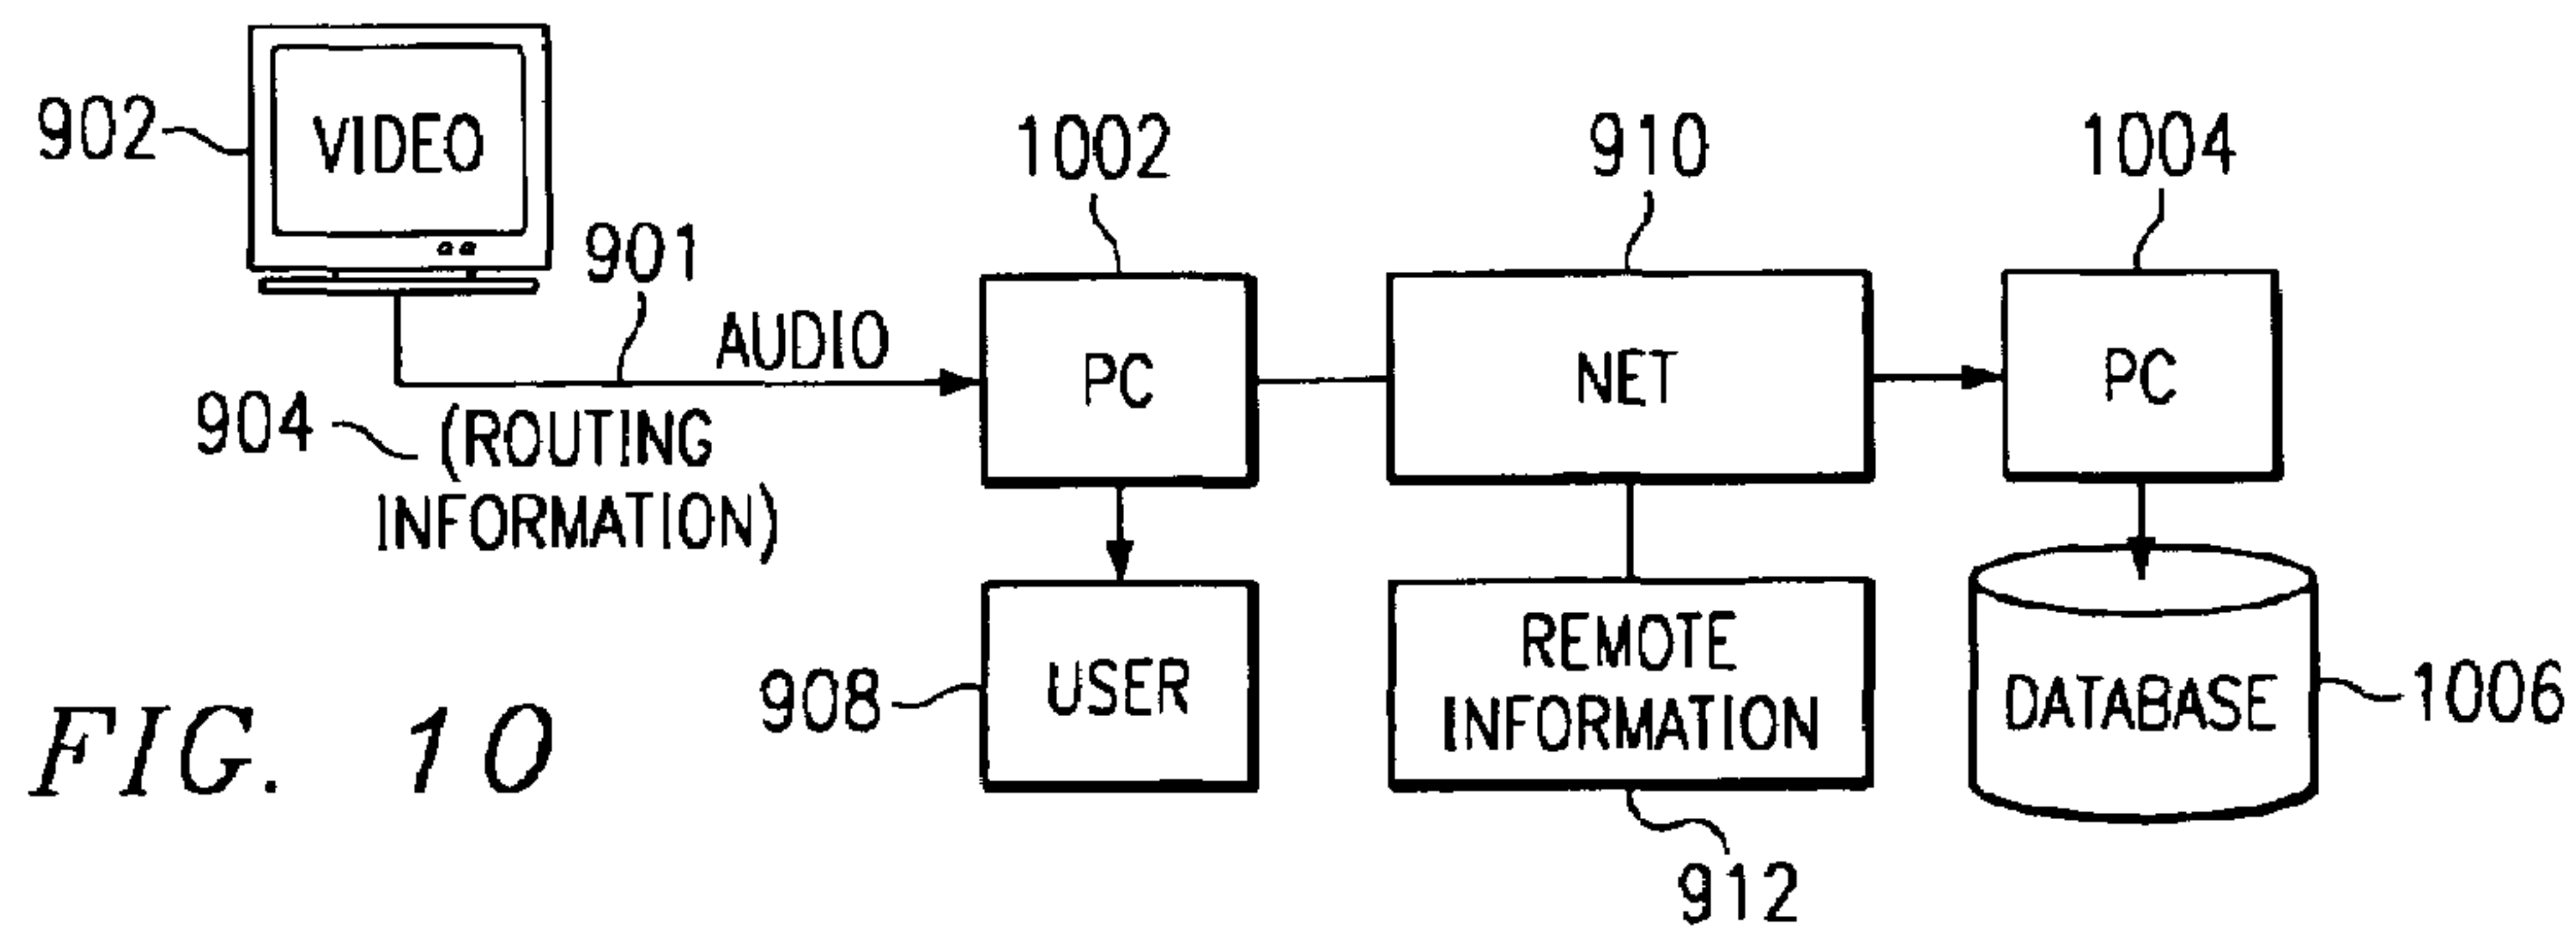 902
VIDEO
901
AUDIO
904
(ROUTING
INFORMATION)
1002
PC
910
NET
1004
PC
908
USER
REMOTE
INFORMATION
912
DATABASE
1006
FIG. 10